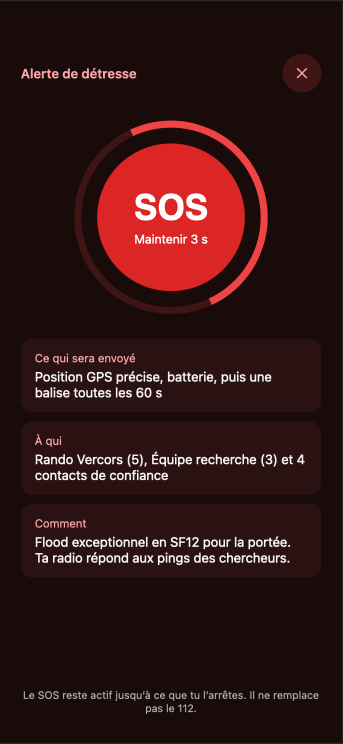 Alerte de détresse
SOS
Maintenir 3 s
Ce qui sera envoyé
Position GPS précise, batterie, puis une
balise toutes les 60 s
À qui
Rando Vercors (5), Équipe recherche (3) et 4
contacts de confiance
Comment
Flood exceptionnel en SF12 pour la portée.
Ta radio répond aux pings des chercheurs.
Le SOS reste actif jusqu’à ce que tu l’arrêtes. Il ne remplace
pas le 112.